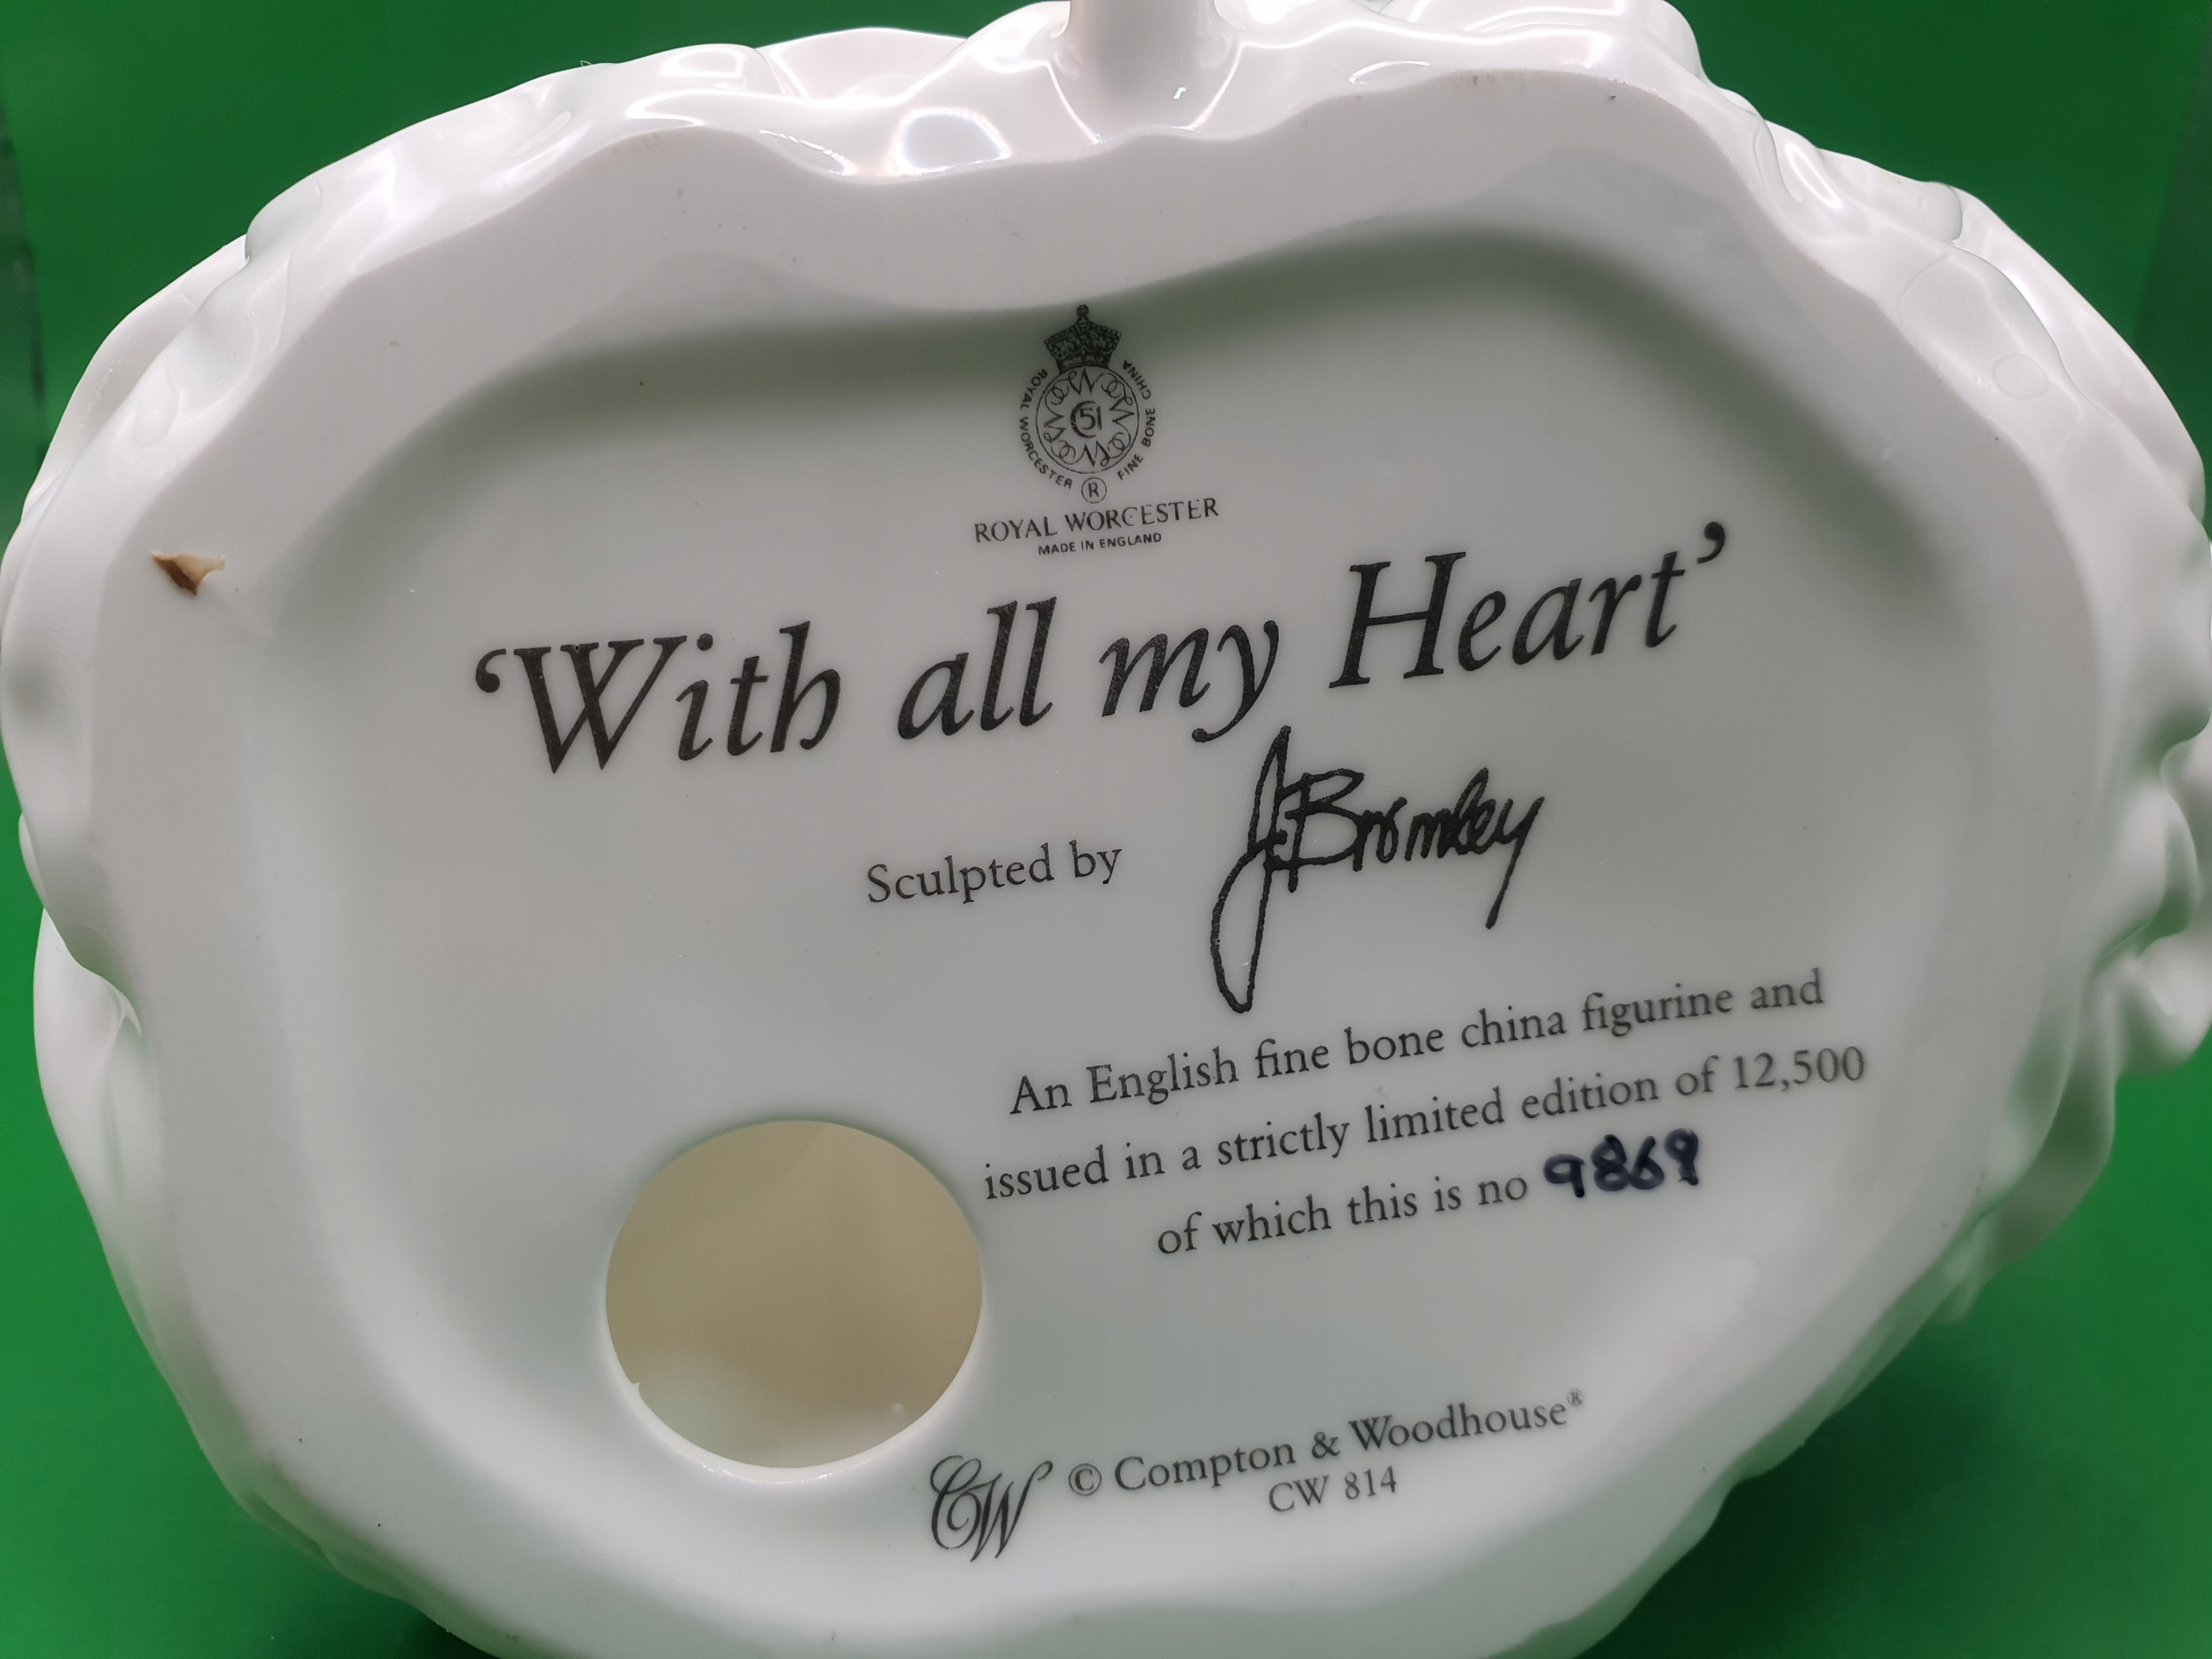 ROYAL WORCESTER FINE BONE CHINA
51
®
ROYAL WORCESTER
MADE IN ENGLAND
‘With all my Heart’
Sculpted by J. Bromley
An English fine bone china figurine and
issued in a strictly limited edition of 12,500
of which this is no 9869
CW © Compton & Woodhouse®
CW 814